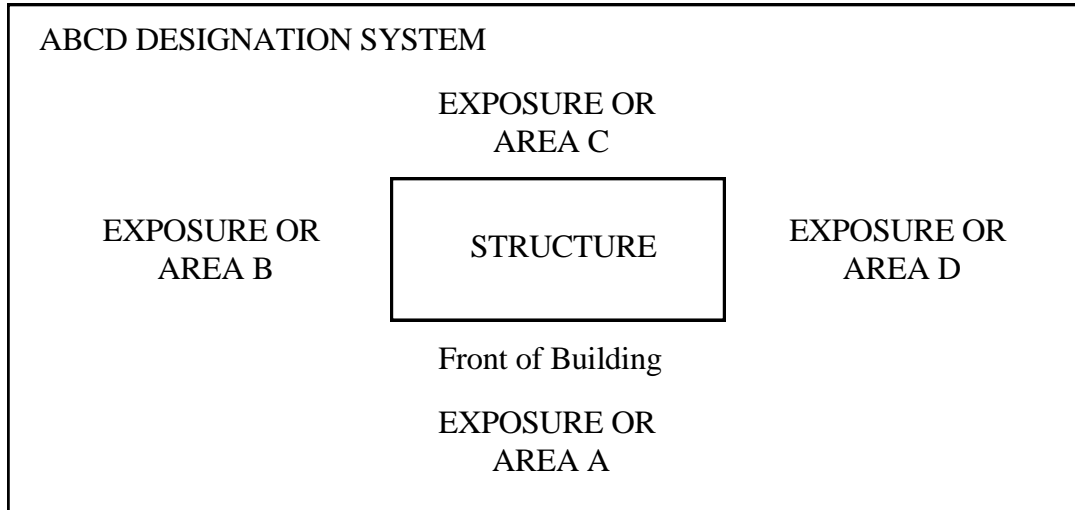 ABCD DESIGNATION SYSTEM
EXPOSURE OR
AREA C
EXPOSURE OR
AREA B
STRUCTURE
EXPOSURE OR
AREA D
Front of Building
EXPOSURE OR
AREA A